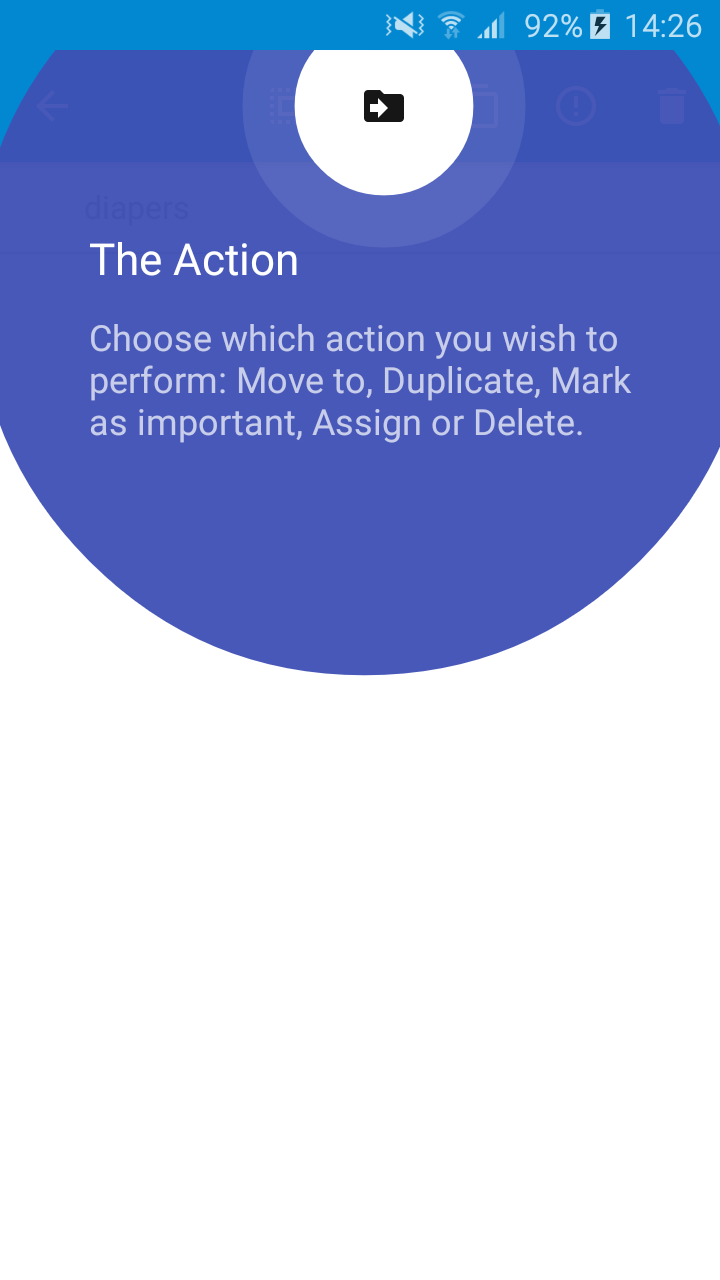 92% 14:26
diapers
The Action
Choose which action you wish to
perform: Move to, Duplicate, Mark
as important, Assign or Delete.